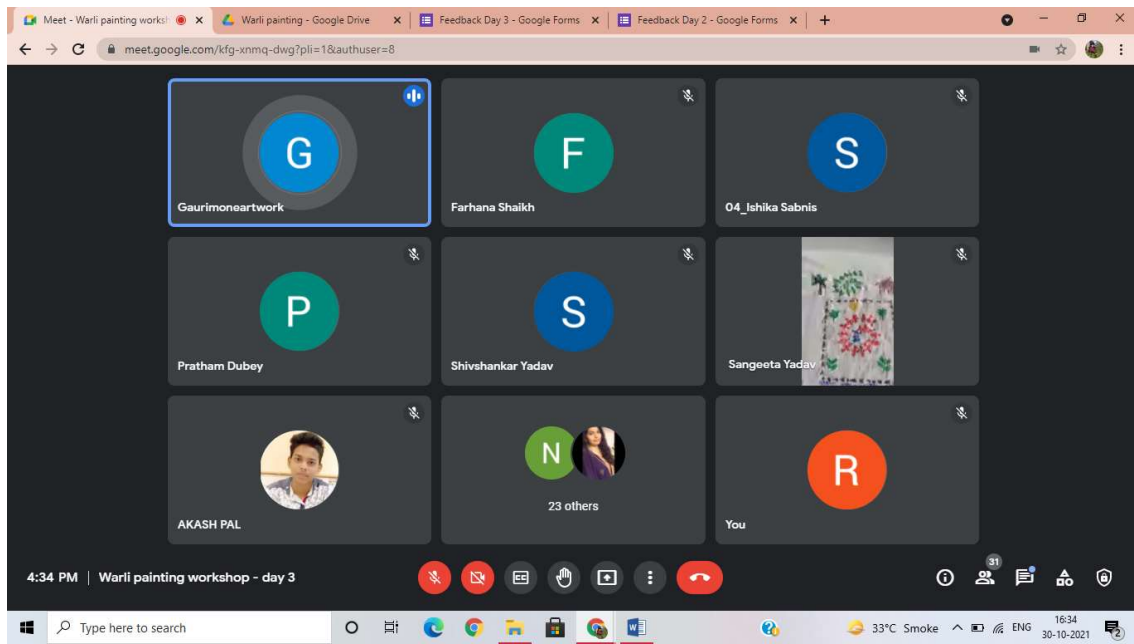 Meet - Warli painting worksh
Warli painting - Google Drive
Feedback Day 3 - Google Forms
Feedback Day 2 - Google Forms
meet.google.com/kfg-xnmq-dwg?pli=1&authuser=8
G
Gaurimoneartwork
F
Farhana Shaikh
S
04_Ishika Sabnis
P
Pratham Dubey
S
Shivshankar Yadav
Sangeeta Yadav
AKASH PAL
N
23 others
R
You
4:34 PM | Warli painting workshop - day 3
CC
31
Type here to search
33°C Smoke
ENG
16:34
30-10-2021
2